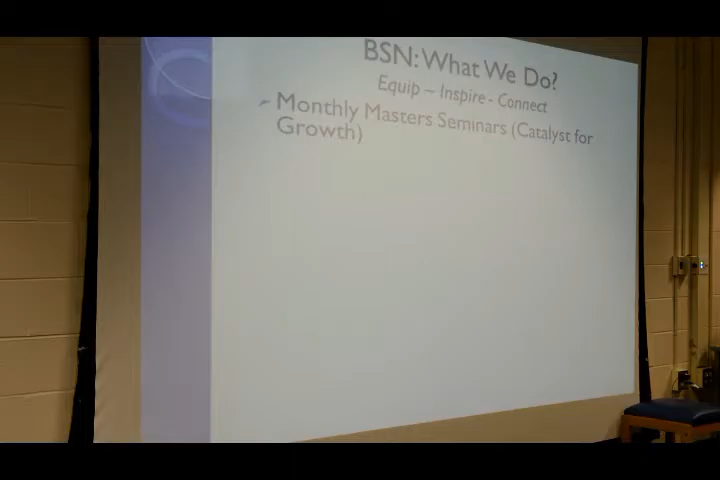 BSN: What We Do?
Equip – Inspire - Connect
Monthly Masters Seminars (Catalyst for
Growth)